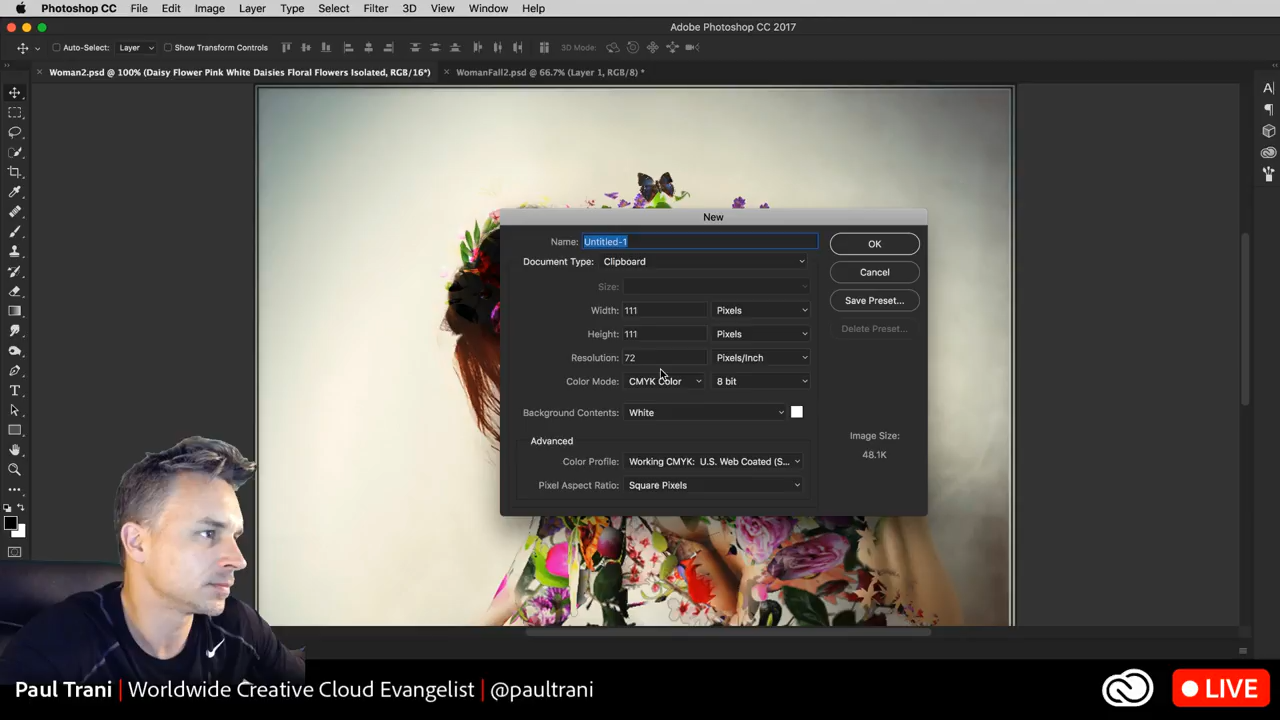 Photoshop CC File Edit Image Layer Type Select Filter 3D View Window Help
Adobe Photoshop CC 2017
Auto-Select: Layer Show Transform Controls 3D Mode:
Woman2.psd @ 100% (Daisy Flower Pink White Daisies Floral Flowers Isolated, RGB/16*) WomanFall2.psd @ 66.7% (Layer 1, RGB/8) *
New
Name: Untitled-1 OK
Document Type: Clipboard
Cancel
Size:
Save Preset...
Width: 111 Pixels
Height: 111 Pixels
Delete Preset...
Resolution: 72 Pixels/Inch
Color Mode: CMYK Color 8 bit
Background Contents: White
Image Size:
48.1K
Advanced
Color Profile: Working CMYK: U.S. Web Coated (S...
Pixel Aspect Ratio: Square Pixels
Paul Trani | Worldwide Creative Cloud Evangelist | @paultrani
LIVE